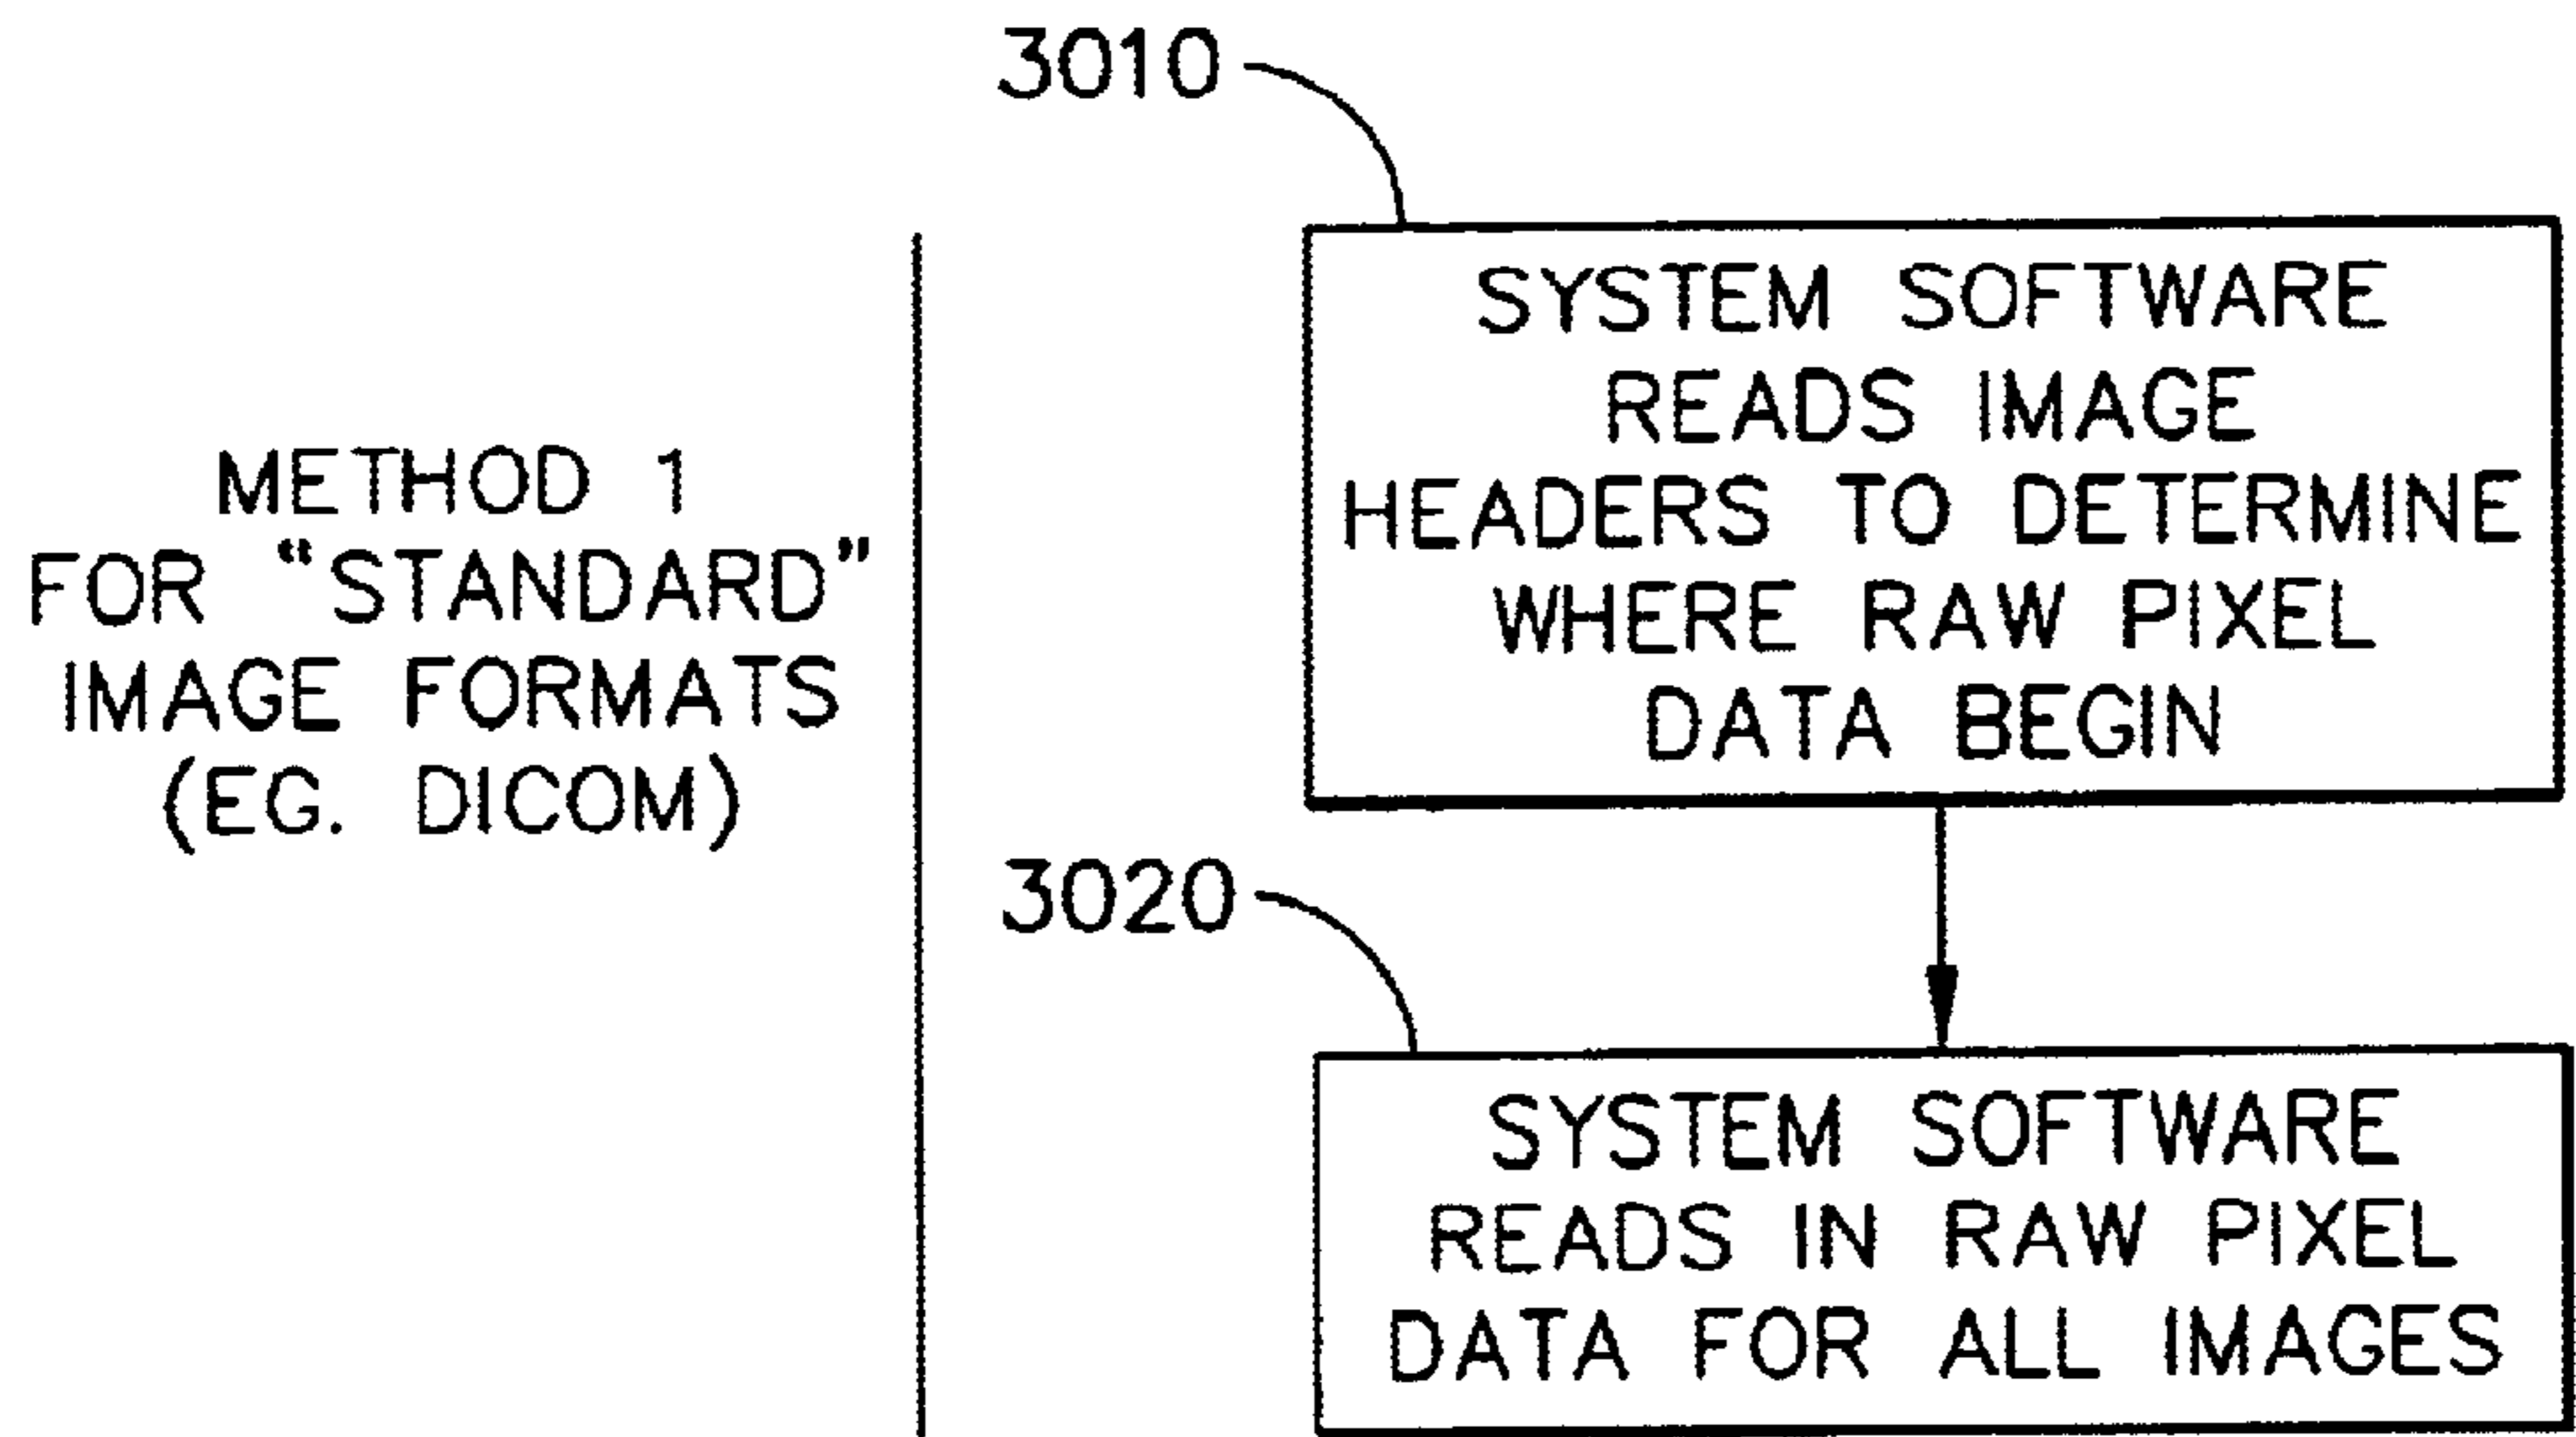 METHOD 1
FOR “STANDARD”
IMAGE FORMATS
(EG. DICOM)
3010
SYSTEM SOFTWARE
READS IMAGE
HEADERS TO DETERMINE
WHERE RAW PIXEL
DATA BEGIN
3020
SYSTEM SOFTWARE
READS IN RAW PIXEL
DATA FOR ALL IMAGES